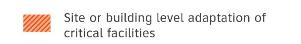 Site or building level adaptation of
critical facilities